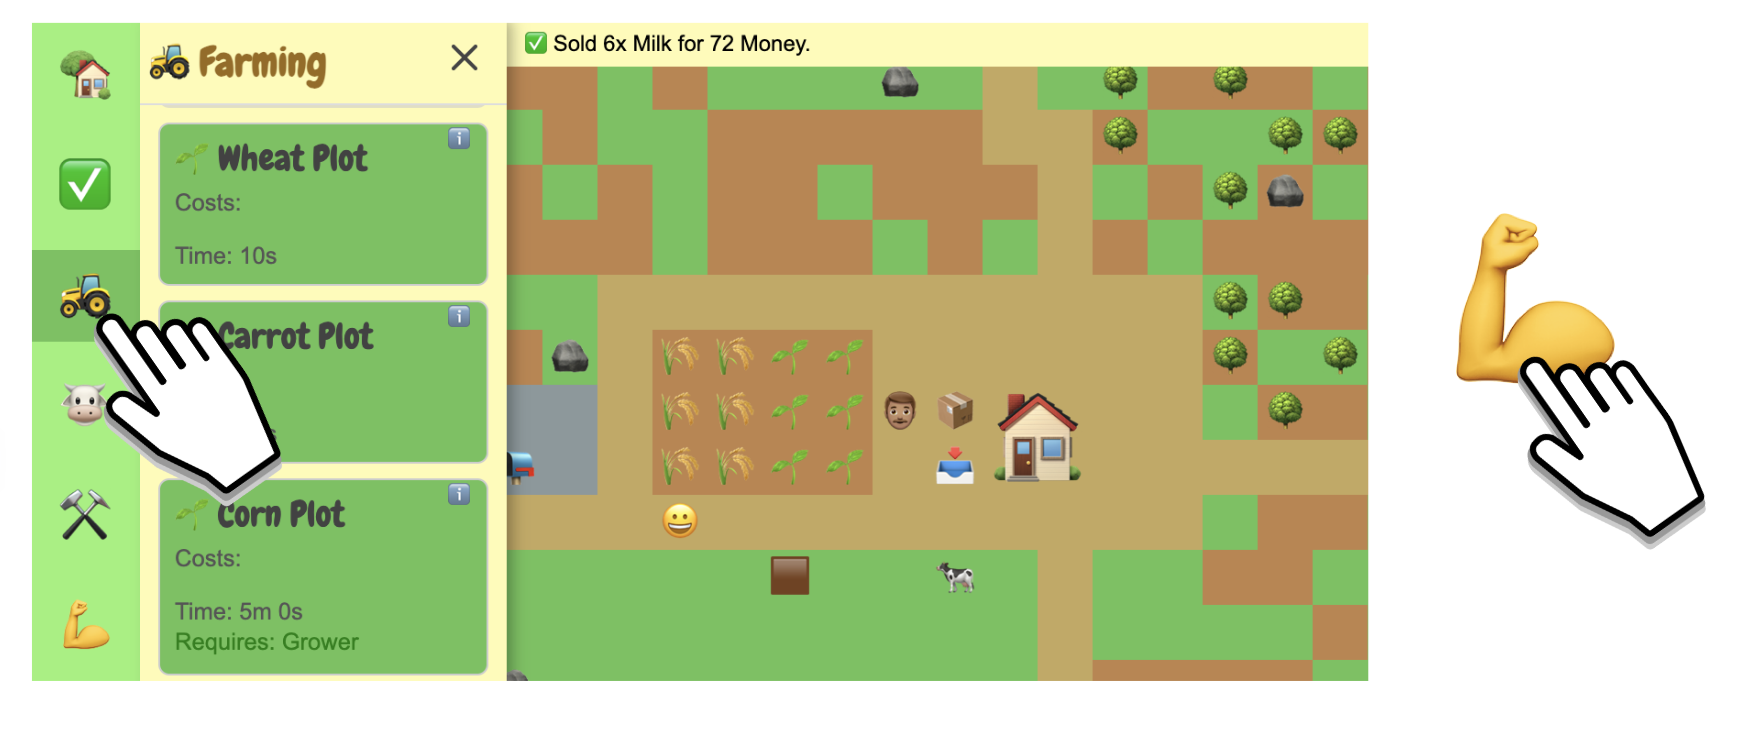 Farming
Sold 6x Milk for 72 Money.
Wheat Plot
Costs:
Time: 10s
Carrot Plot
Corn Plot
Costs:
Time: 5m 0s
Requires: Grower